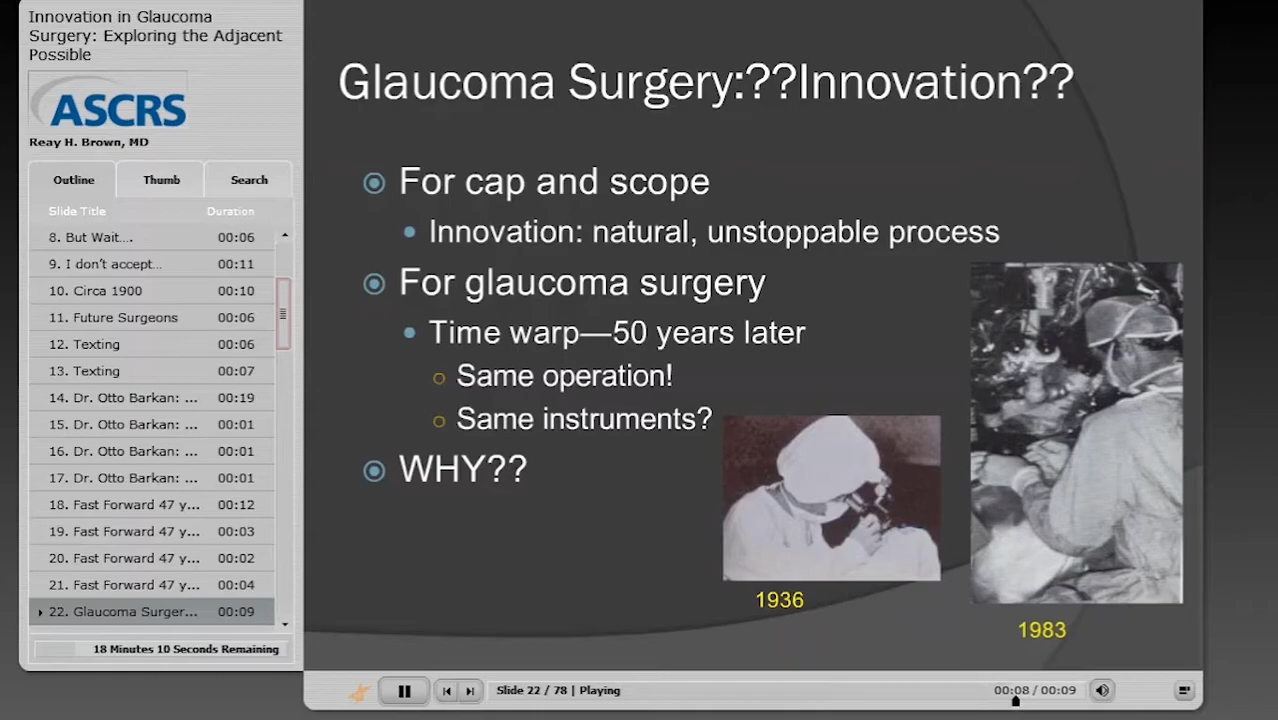 Innovation in Glaucoma
Surgery: Exploring the Adjacent
Possible
ASCRS
Reay H. Brown, MD
Outline
Thumb
Search
Slide Title
Duration
8. But Wait....
00:06
9. I don't accept...
00:11
10. Circa 1900
00:10
11. Future Surgeons
00:06
12. Texting
00:06
13. Texting
00:07
14. Dr. Otto Barkan: ...
00:19
15. Dr. Otto Barkan: ...
00:01
16. Dr. Otto Barkan: ...
00:01
17. Dr. Otto Barkan: ...
00:01
18. Fast Forward 47 y...
00:12
19. Fast Forward 47 y...
00:03
20. Fast Forward 47 y...
00:02
21. Fast Forward 47 y...
00:04
22. Glaucoma Surger...
00:09
18 Minutes 10 Seconds Remaining
Glaucoma Surgery:??Innovation??
For cap and scope
Innovation: natural, unstoppable process
For glaucoma surgery
Time warp—50 years later
Same operation!
Same instruments?
WHY??
1936
1983
Slide 22 / 78 | Playing
00:08 / 00:09